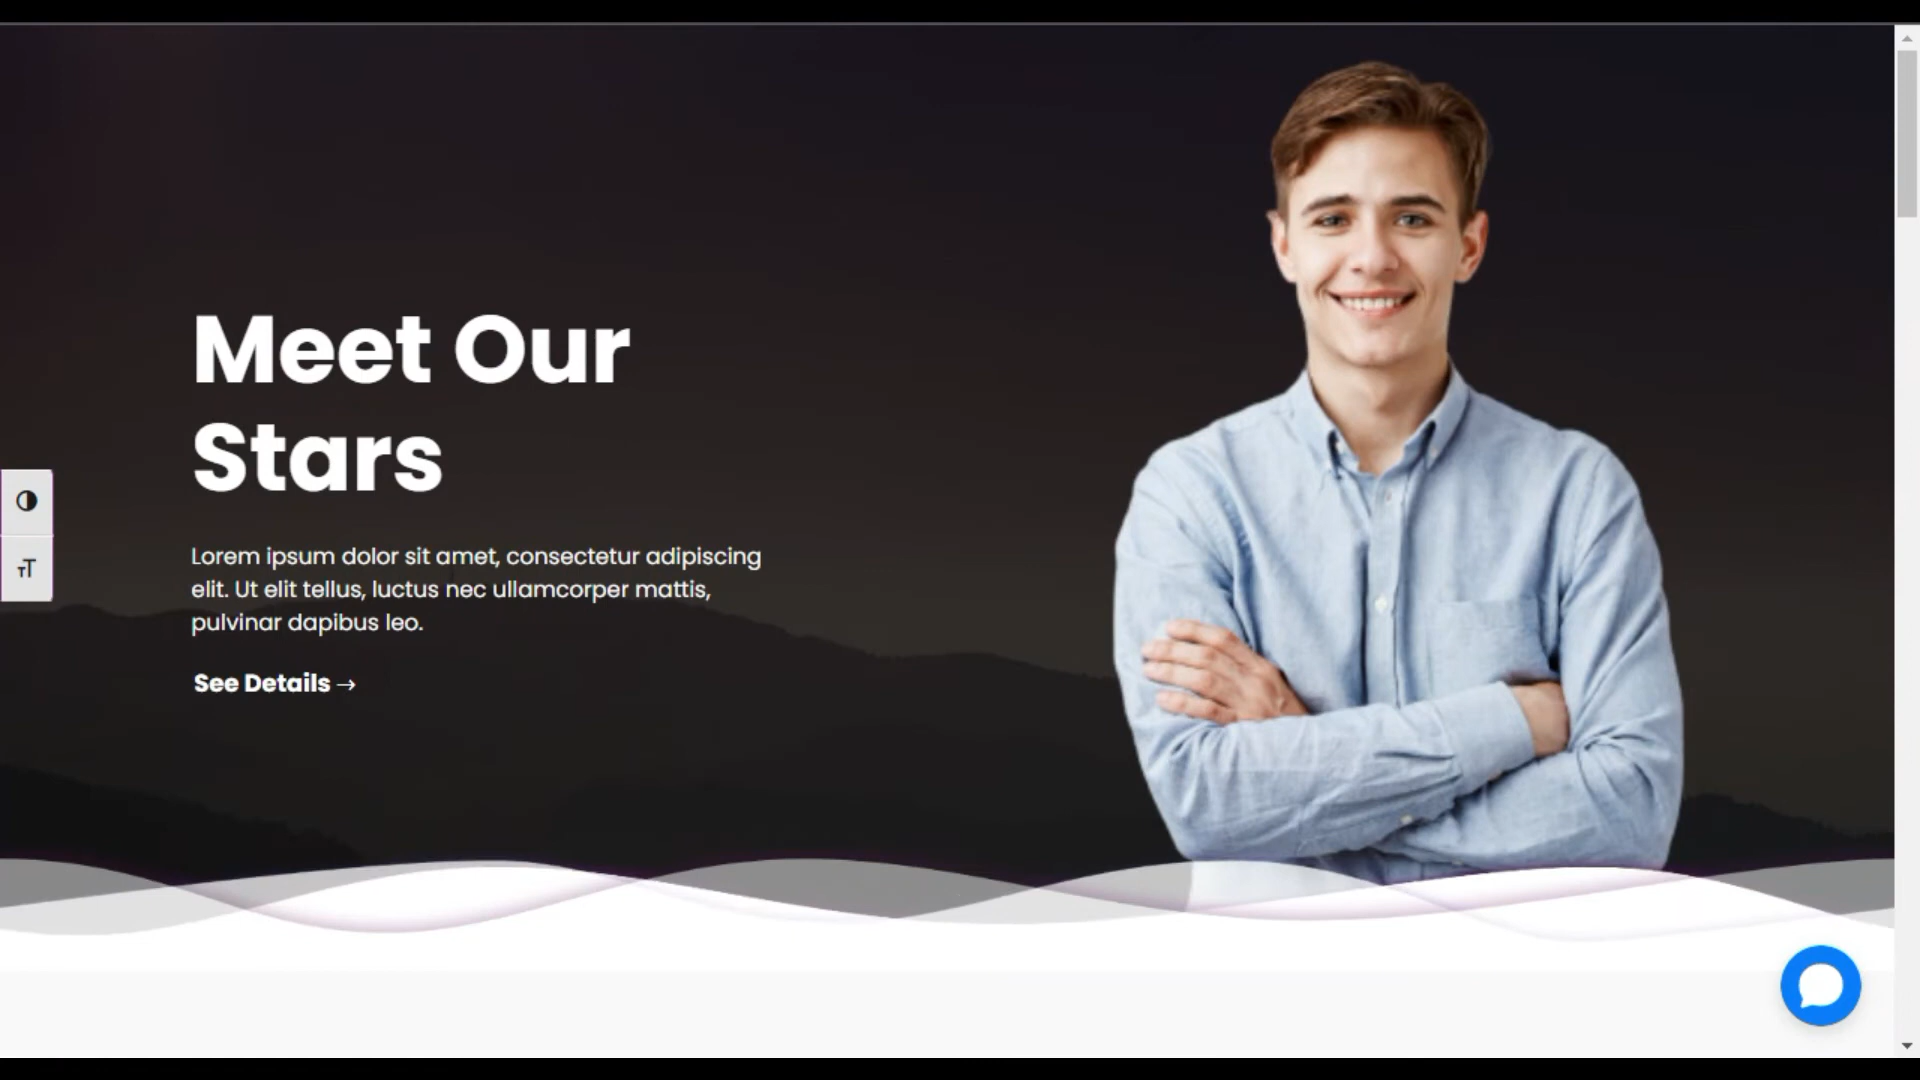 Meet Our
Stars
Lorem ipsum dolor sit amet, consectetur adipiscing
elit. Ut elit tellus, luctus nec ullamcorper mattis,
pulvinar dapibus leo.
See Details →
тT